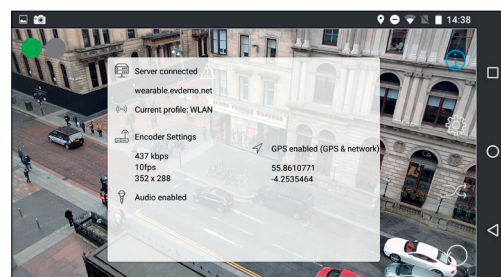 14:38
Server connected
wearable.evdemo.net
Current profile: WLAN
Encoder Settings
437 kbps
10fps
352 x 288
GPS enabled (GPS & network)
55.8610771
-4.2535464
Audio enabled